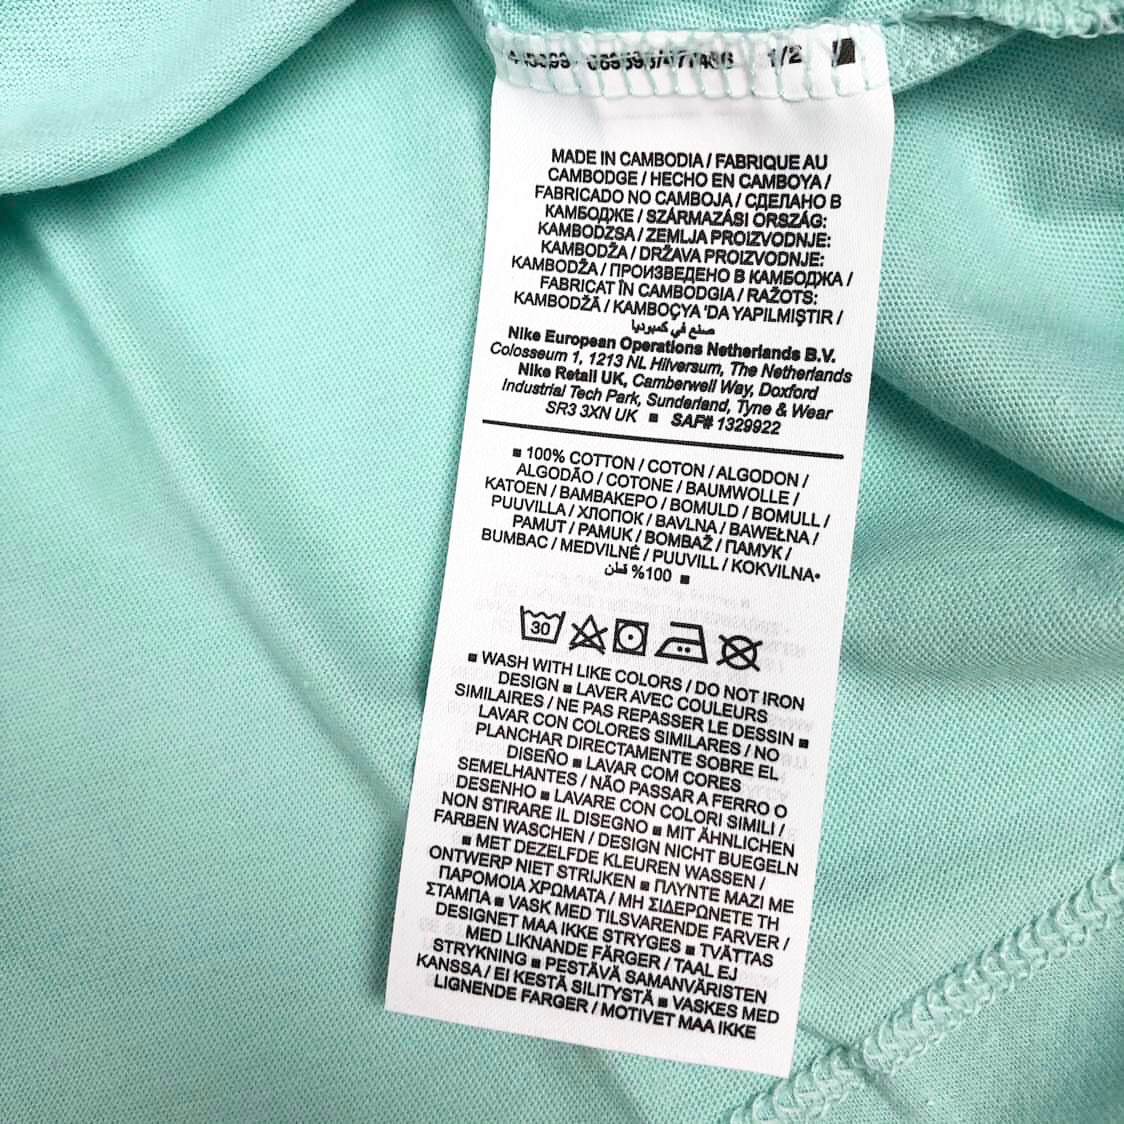 1/2
MADE IN CAMBODIA / FABRIQUE AU
CAMBODGE / HECHO EN CAMBOYA /
FABRICADO NO CAMBOJA / СДЕЛАНО В
КАМБОДЖЕ / SZÁRMAZÁSI ORSZÁG:
KAMBODZSA / ZEMLJA PROIZVODNJE:
KAMBODŽA / DRŽAVA PROIZVODNJE:
KAMBODŽA / ПРОИЗВЕДЕНО В КАМБОДЖА /
FABRICAT ÎN CAMBODGIA / RAŽOTS:
KAMBODŽĀ / KAMBOÇYA 'DA YAPILMIŞTIR /
صنع في كمبوديا
Nike European Operations Netherlands B.V.
Colosseum 1, 1213 NL Hilversum, The Netherlands
Nike Retail UK, Camberwell Way, Doxford
Industrial Tech Park, Sunderland, Tyne & Wear
SR3 3XN UK ■ SAF# 1329922
■ 100% COTTON / COTON / ALGODON /
ALGODÃO / COTONE / BAUMWOLLE /
KATOEN / ΒΑΜΒΑΚΕΡΟ / BOMULD / BOMULL /
PUUVILLA / ХЛОПОК / BAVLNA / BAWEŁNA /
PAMUT / PAMUK / BOMBAŽ / ПАМУК /
BUMBAC / MEDVILNĖ / PUUVILL / KOKVILNA•
100% قطن ■
30
■ WASH WITH LIKE COLORS / DO NOT IRON
DESIGN ■ LAVER AVEC COULEURS
SIMILAIRES / NE PAS REPASSER LE DESSIN ■
LAVAR CON COLORES SIMILARES / NO
PLANCHAR DIRECTAMENTE SOBRE EL
DISEÑO ■ LAVAR COM CORES
SEMELHANTES / NÃO PASSAR A FERRO O
DESENHO ■ LAVARE CON COLORI SIMILI /
NON STIRARE IL DISEGNO ■ MIT ÄHNLICHEN
FARBEN WASCHEN / DESIGN NICHT BUEGELN
■ MET DEZELFDE KLEUREN WASSEN /
ONTWERP NIET STRIJKEN ■ ΠΛΥΝΤΕ ΜΑΖΙ ΜΕ
ΠΑΡΟΜΟΙΑ ΧΡΩΜΑΤΑ / ΜΗ ΣΙΔΕΡΩΝΕΤΕ ΤΗ
ΣΤΑΜΠΑ ■ VASK MED TILSVARENDE FARVER /
DESIGNET MAA IKKE STRYGES ■ TVÄTTAS
MED LIKNANDE FÄRGER / TAAL EJ
STRYKNING ■ PESTÄVÄ SAMANVÄRISTEN
KANSSA / EI KESTÄ SILITYSTÄ ■ VASKES MED
LIGNENDE FARGER / MOTIVET MAA IKKE